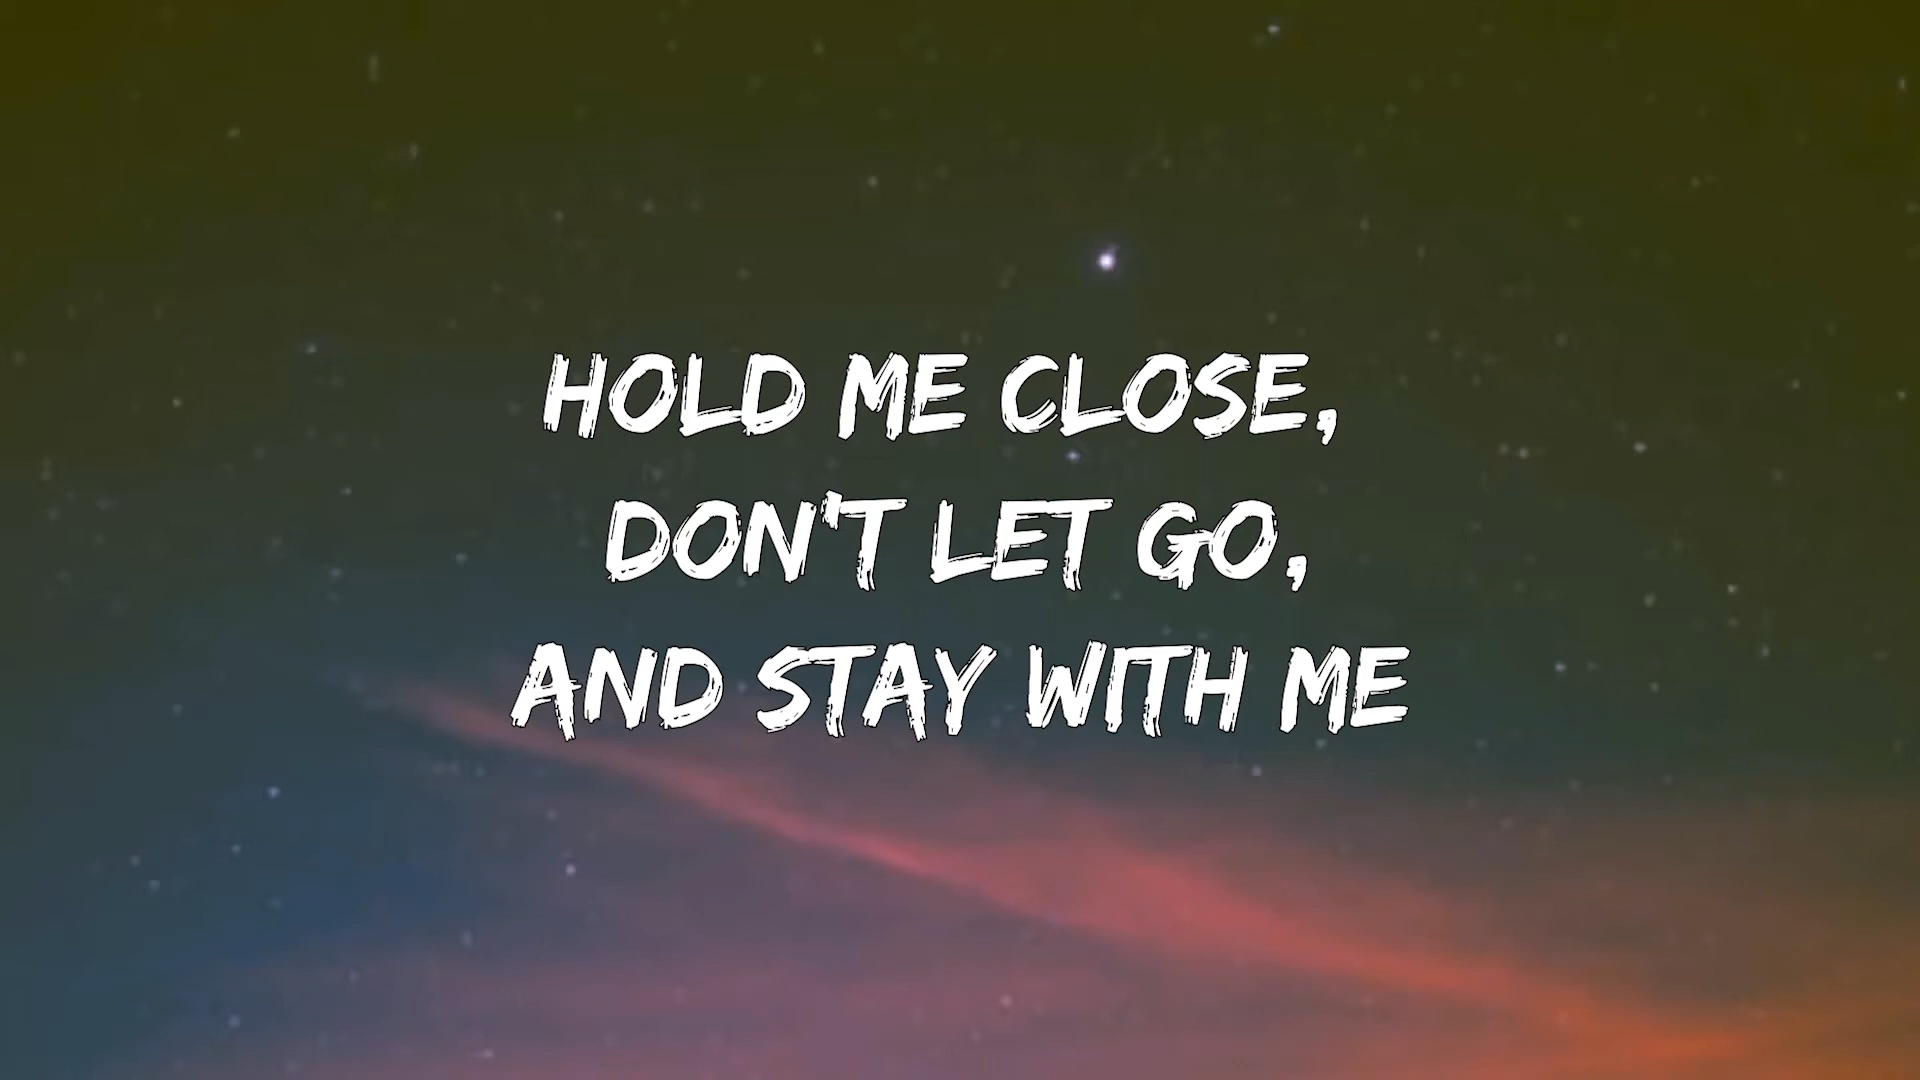 HOLD ME CLOSE,
DON'T LET GO,
AND STAY WITH ME